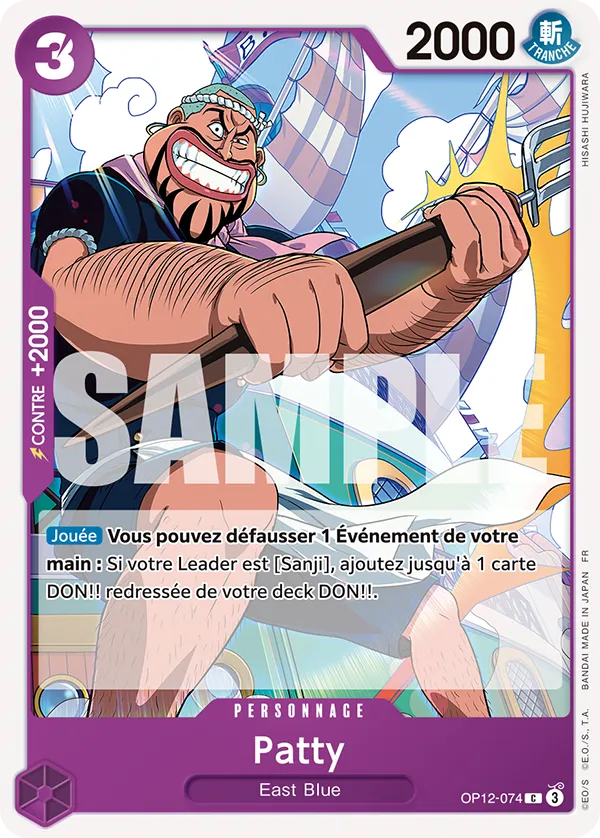 3
2000
斬
TRANCHE
HISASHI HUJIWARA
CONTRE +2000
SAMPLE
Jouée Vous pouvez défausser 1 Événement de votre
main : Si votre Leader est [Sanji], ajoutez jusqu'à 1 carte
DON!! redressée de votre deck DON!!.
PERSONNAGE
Patty
East Blue
OP12-074 C 3
©EO/S ©E.O./S., T.A. BANDAI MADE IN JAPAN FR